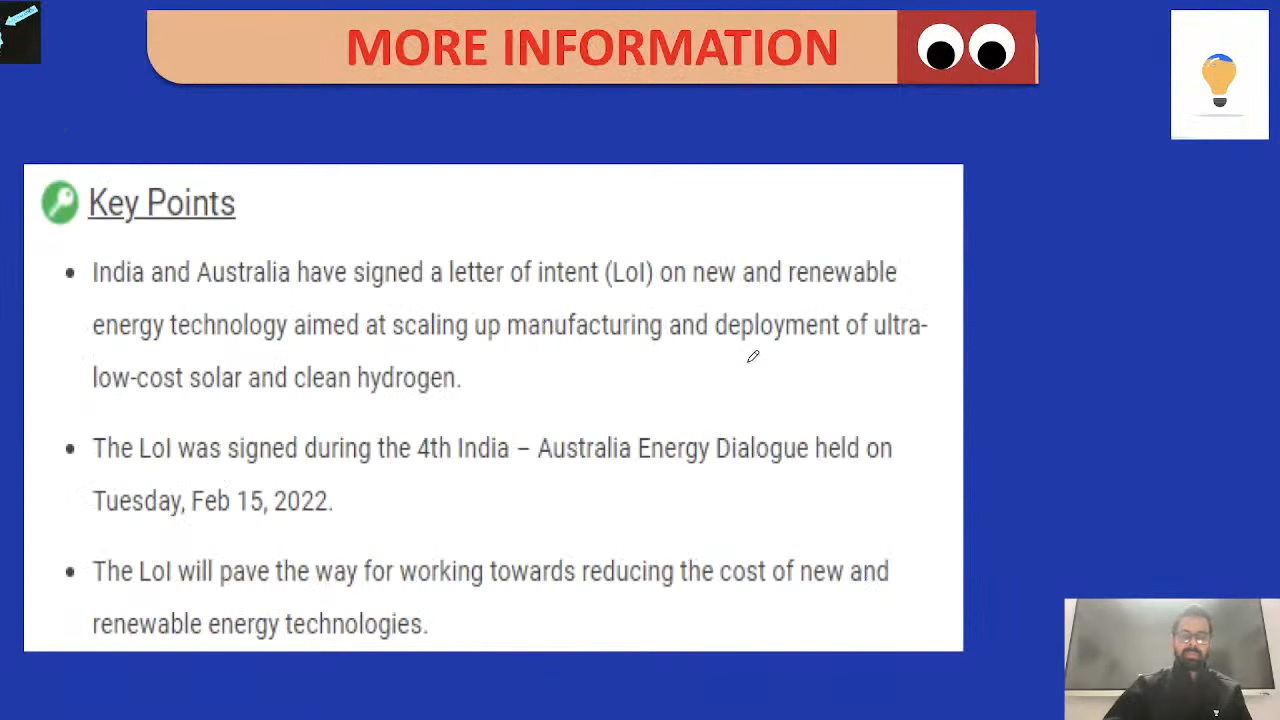 MORE INFORMATION
Key Points
• India and Australia have signed a letter of intent (LoI) on new and renewable
energy technology aimed at scaling up manufacturing and deployment of ultra-
low-cost solar and clean hydrogen.
• The LoI was signed during the 4th India – Australia Energy Dialogue held on
Tuesday, Feb 15, 2022.
• The LoI will pave the way for working towards reducing the cost of new and
renewable energy technologies.